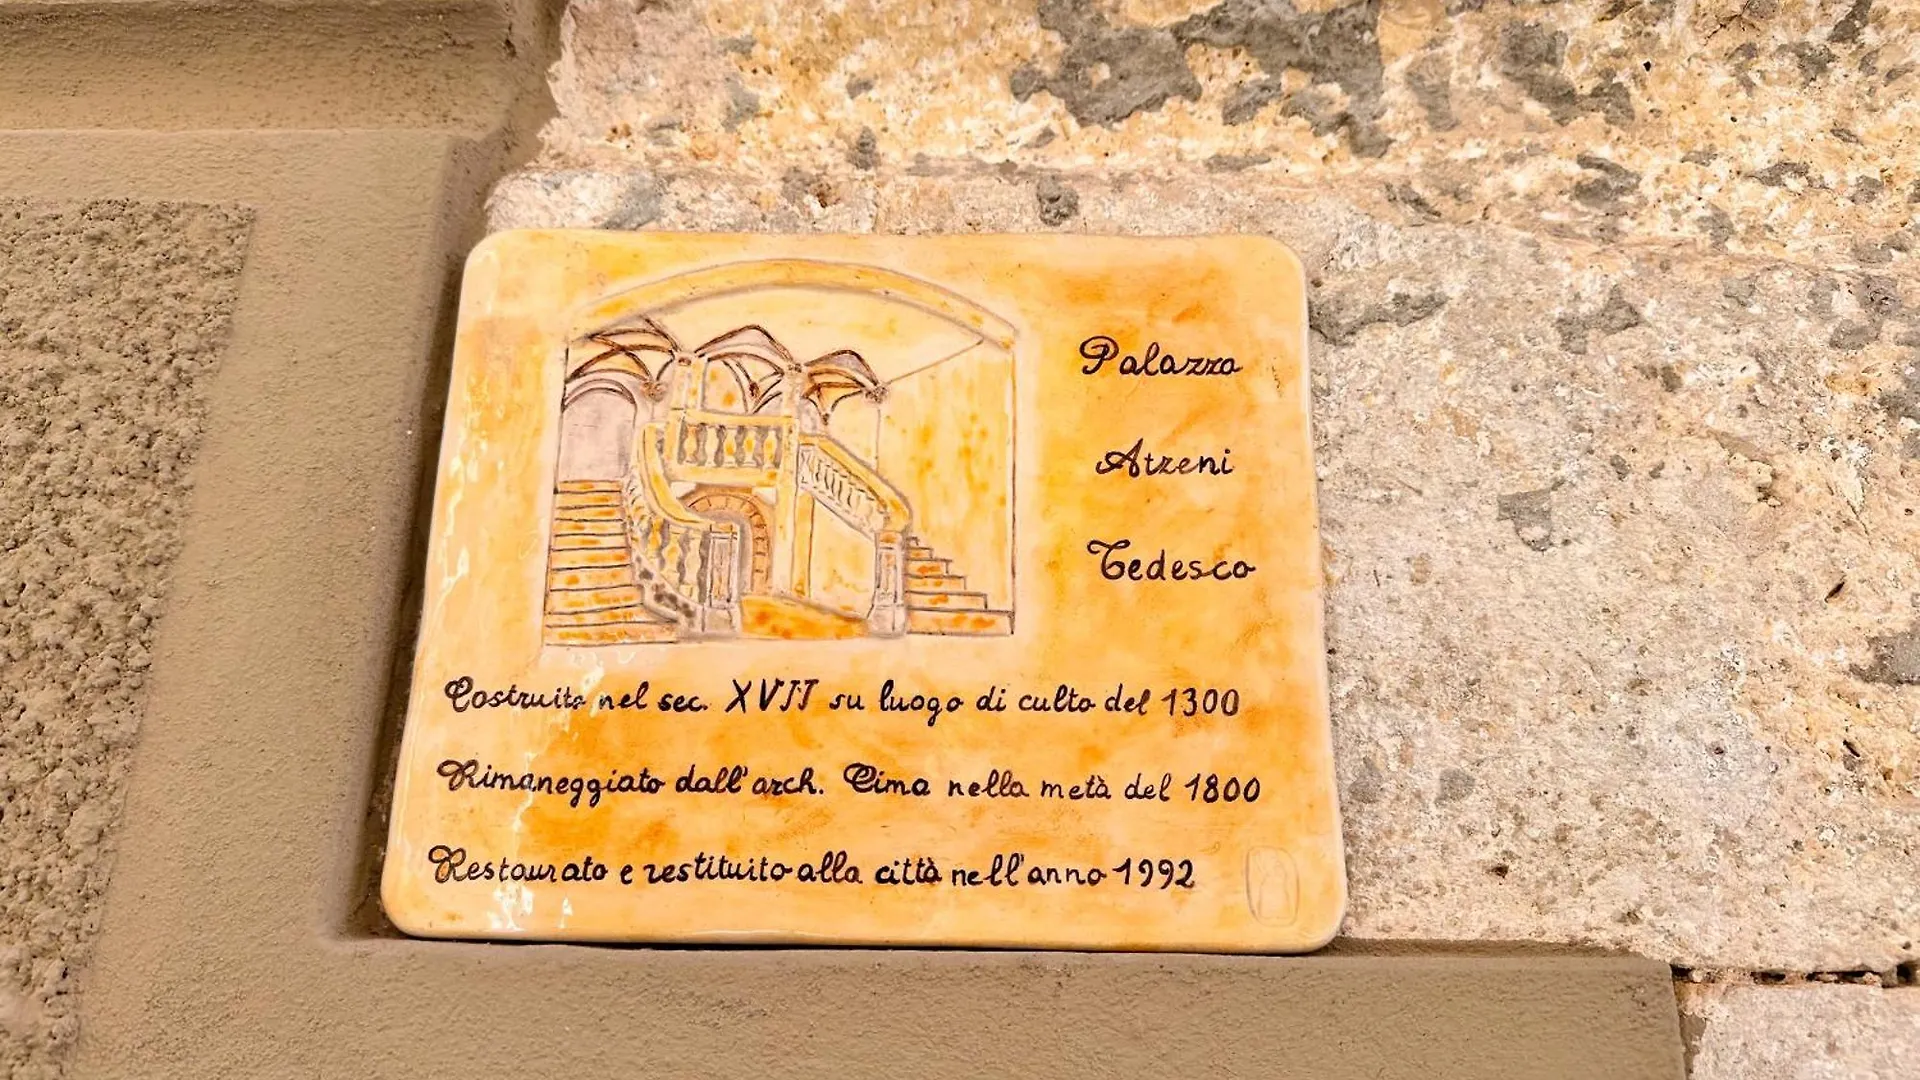 Palazzo
Atzeni
Tedesco
Costruito nel sec. XVII su luogo di culto del 1300
Rimaneggiato dall'arch. Cima nella metà del 1800
Restaurato e restituito alla città nell'anno 1992